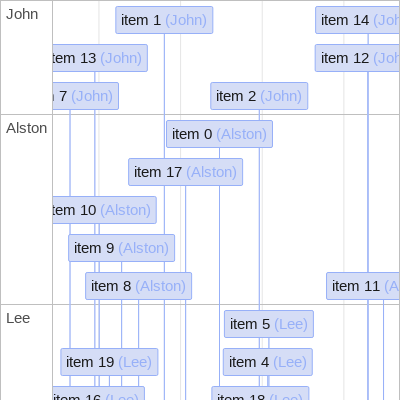 John
item 1 (John)
item 14 (Joh
item 13 (John)
item 12 (Joh
7 (John)
item 2 (John)
Alston
item 0 (Alston)
item 17 (Alston)
item 10 (Alston)
item 9 (Alston)
item 8 (Alston)
item 11 (A
Lee
item 5 (Lee)
item 19 (Lee)
item 4 (Lee)
item 16 (Lee)
item 18 (Lee)